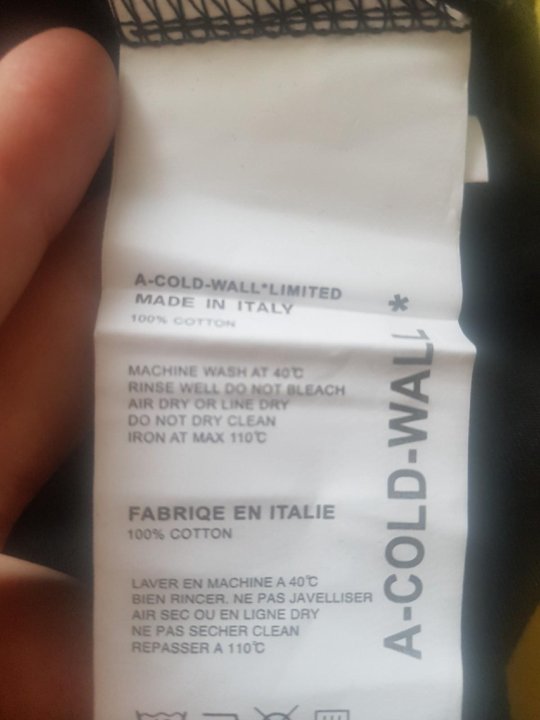 A-COLD-WALL*LIMITED
MADE IN ITALY
100% COTTON
MACHINE WASH AT 40℃
RINSE WELL DO NOT BLEACH
AIR DRY OR LINE DRY
DO NOT DRY CLEAN
IRON AT MAX 110℃
FABRIQE EN ITALIE
100% COTTON
LAVER EN MACHINE A 40℃
BIEN RINCER. NE PAS JAVELLISER
AIR SEC OU EN LIGNE DRY
NE PAS SECHER CLEAN
REPASSER A 110℃
A-COLD-WALL*